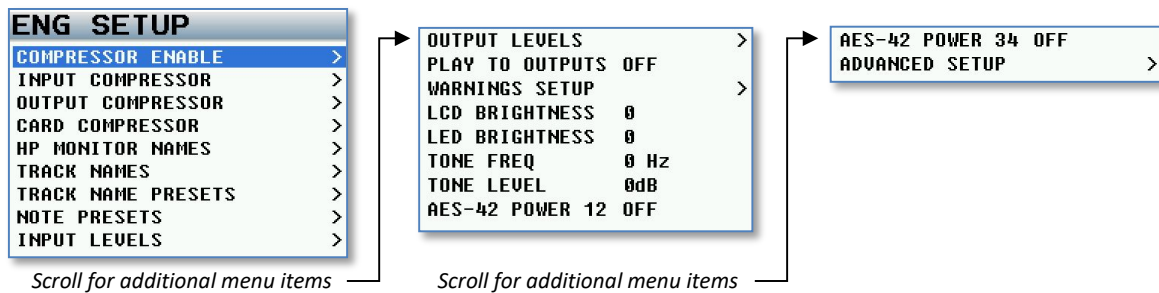 ENG SETUP
COMPRESSOR ENABLE >
INPUT COMPRESSOR >
OUTPUT COMPRESSOR >
CARD COMPRESSOR >
HP MONITOR NAMES >
TRACK NAMES >
TRACK NAME PRESETS >
NOTE PRESETS >
INPUT LEVELS >
Scroll for additional menu items
OUTPUT LEVELS >
PLAY TO OUTPUTS OFF
WARNINGS SETUP >
LCD BRIGHTNESS 0
LED BRIGHTNESS 0
TONE FREQ 0 Hz
TONE LEVEL 0dB
AES-42 POWER 12 OFF
Scroll for additional menu items
AES-42 POWER 34 OFF
ADVANCED SETUP >